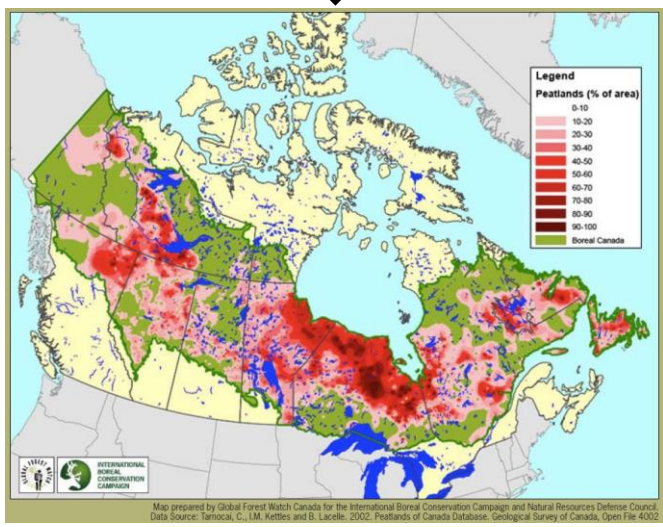 Legend
Peatlands (% of area)
0-10
10-20
20-30
30-40
40-50
50-60
60-70
70-80
80-90
90-100
Boreal Canada
GLOBAL FOREST WATCH
INTERNATIONAL
BOREAL
CONSERVATION
CAMPAIGN
Map prepared by Global Forest Watch Canada for the International Boreal Conservation Campaign and Natural Resources Defense Council.
Data Source: Tarnocai, C., I.M. Kettles and B. Lacelle. 2002. Peatlands of Canada Database. Geological Survey of Canada, Open File 4002